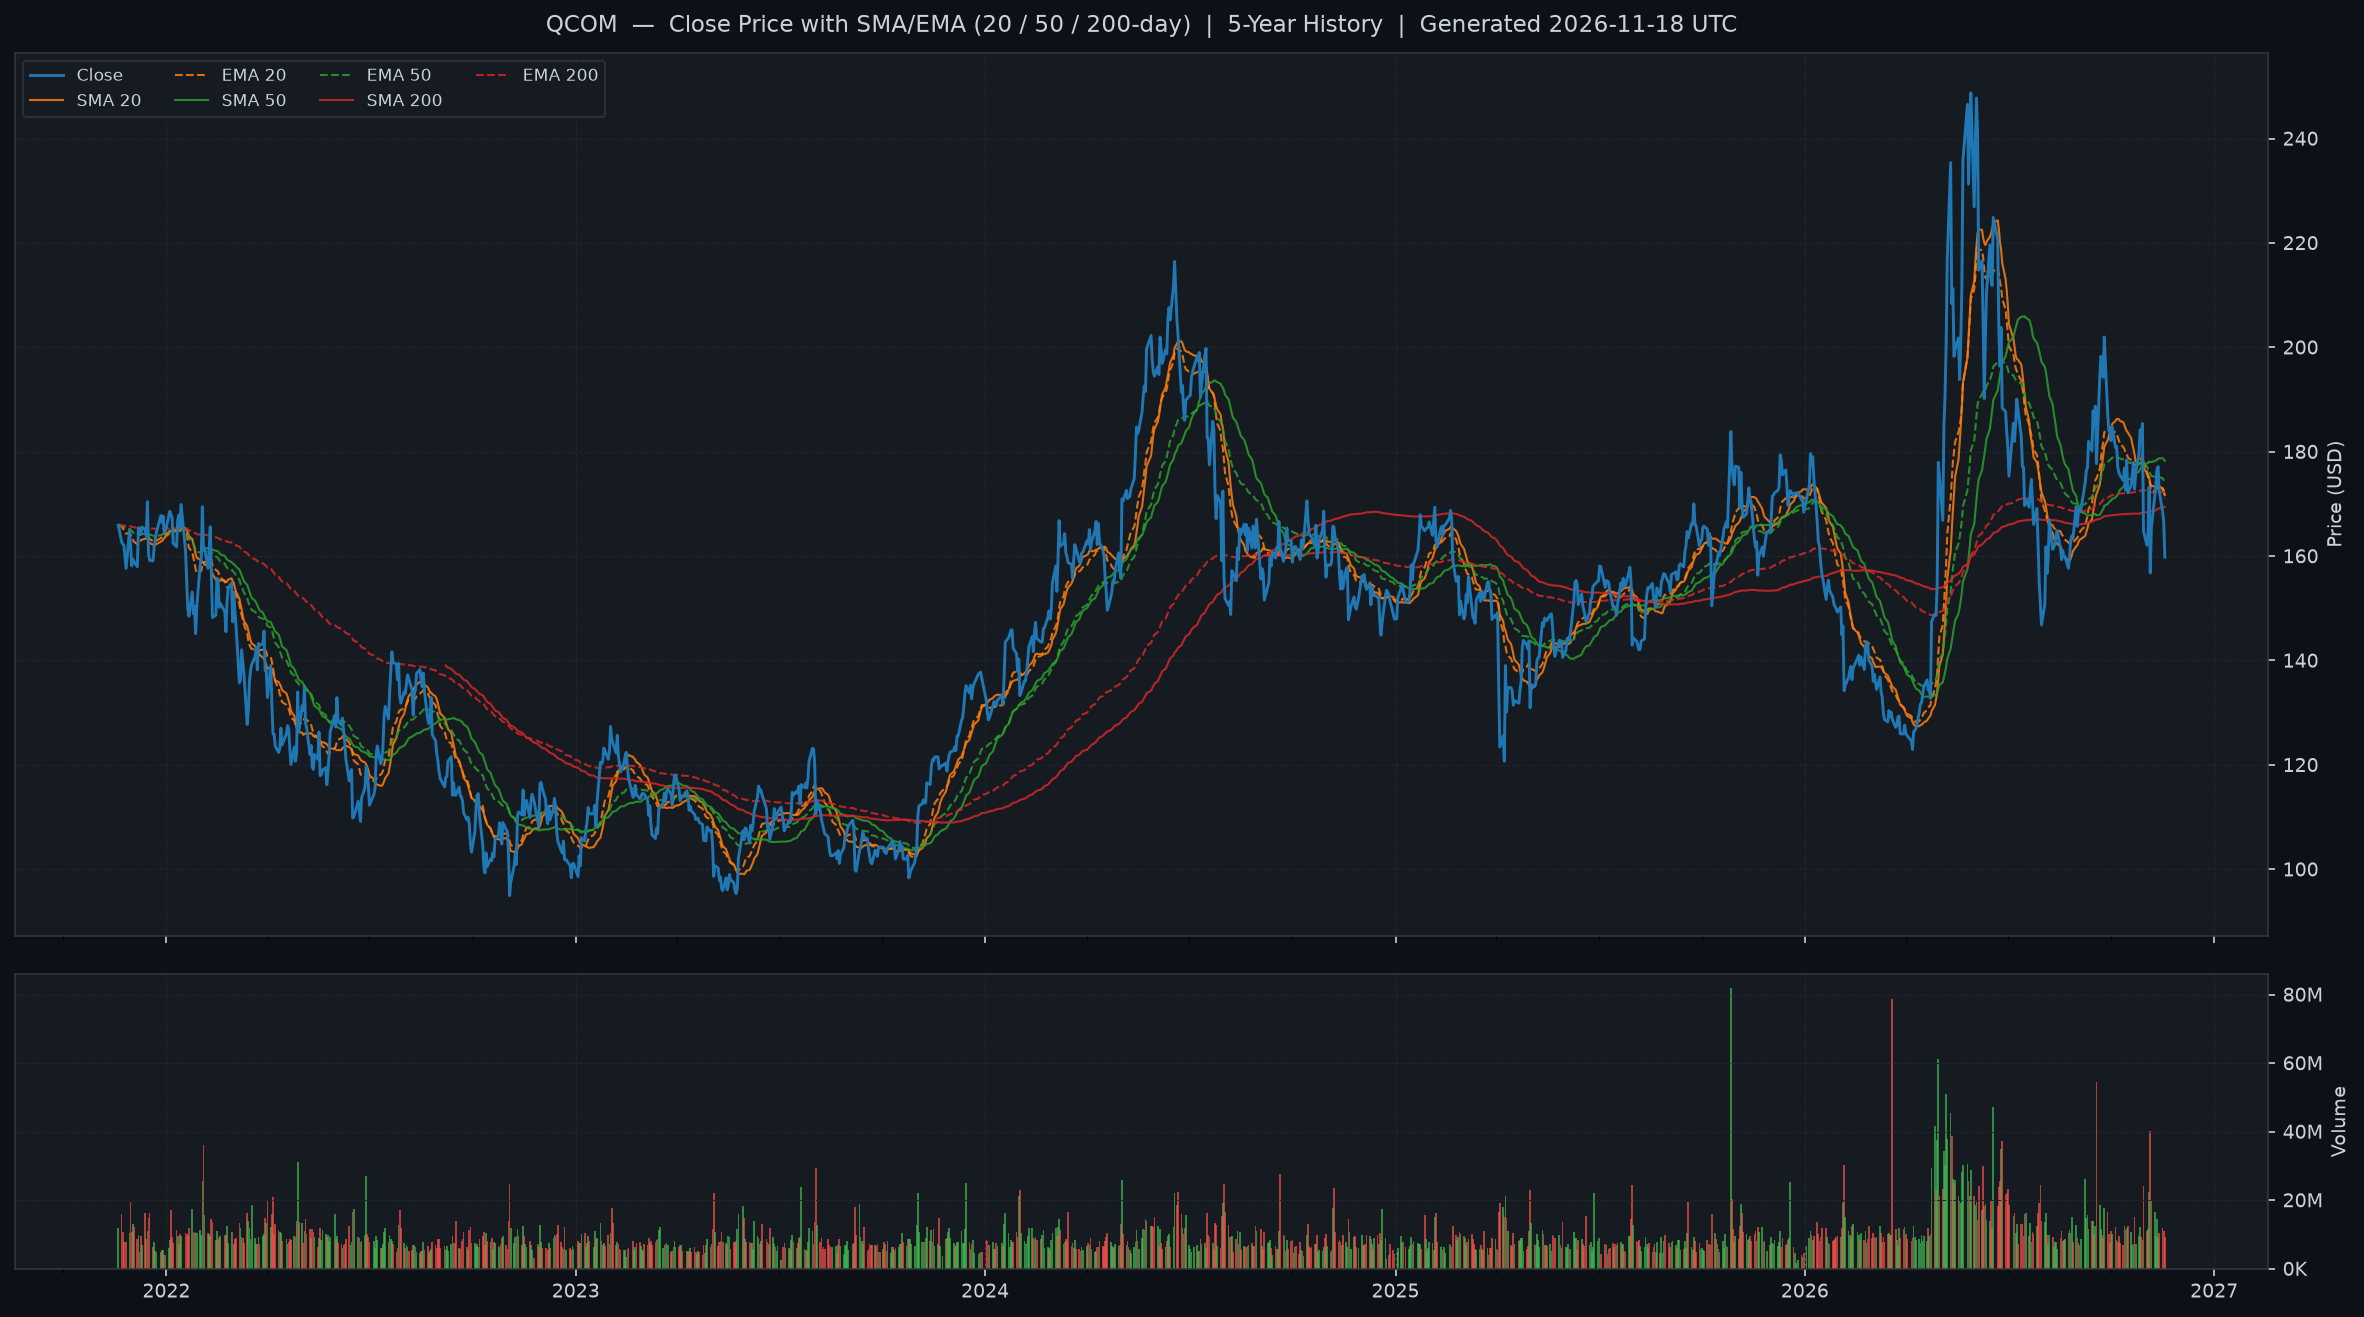 QCOM  —  Close Price with SMA/EMA (20 / 50 / 200-day)  |  5-Year History  |  Generated 2026-11-18 UTC
Close EMA 20 EMA 50 EMA 200
SMA 20 SMA 50 SMA 200
240
220
200
180
160
140
120
100
Price (USD)
80M
60M
40M
20M
0K
Volume
2022 2023 2024 2025 2026 2027